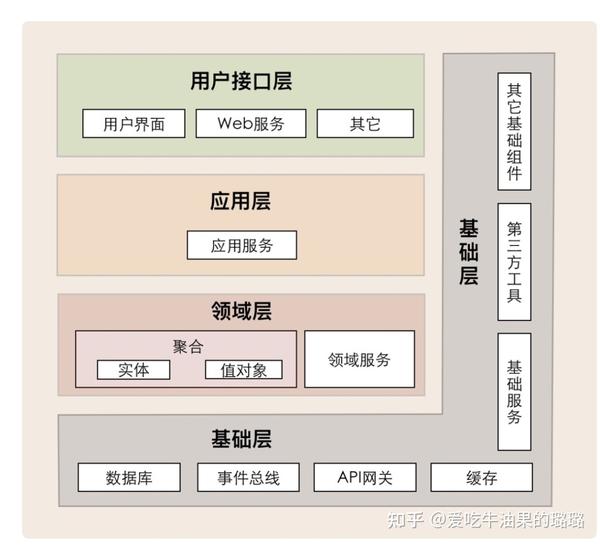 用户接口层
用户界面
Web服务
其它
应用层
应用服务
领域层
聚合
实体
值对象
领域服务
基础层
数据库
事件总线
API网关
缓存
基础层
其它基础组件
第三方工具
基础服务
知乎 @爱吃牛油果的璐璐